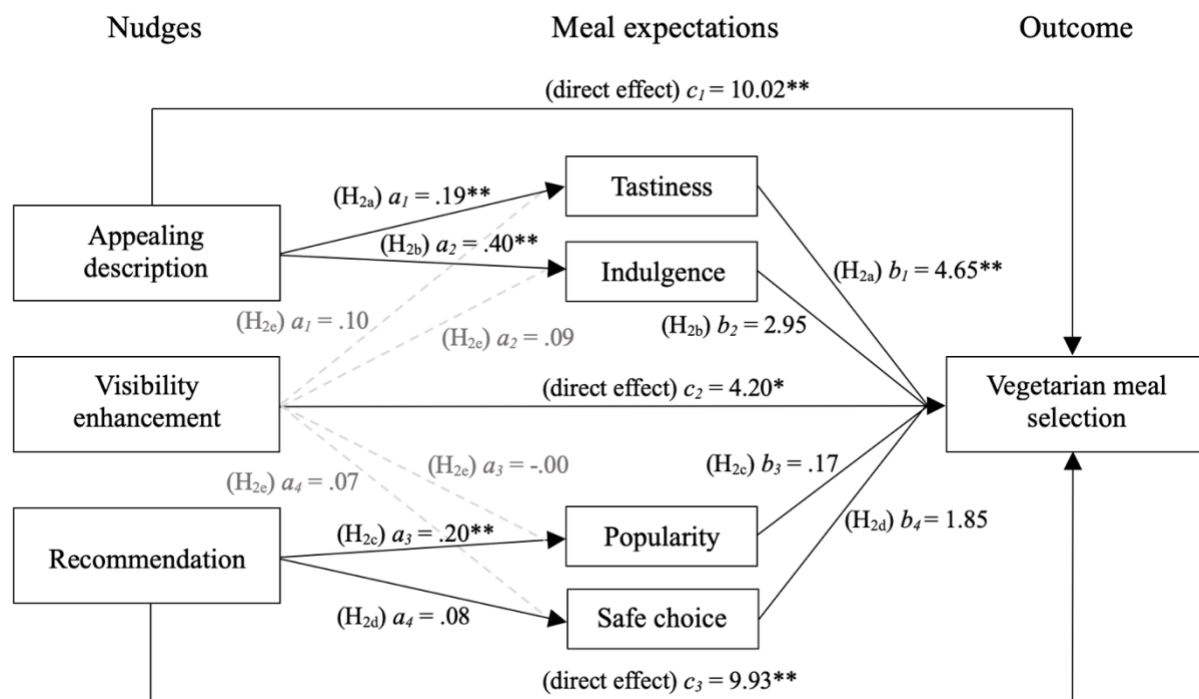 Nudges
Meal expectations
Outcome
(direct effect) c₁ = 10.02**
(H₂ₐ) a₁ = .19**
Tastiness
Appealing
description
(H2b) a₂ = .40**
Indulgence
(H₂ₐ) b₁ = 4.65**
(H₂ₑ) a₁ = .10
(H₂ₑ) a₂ = .09
(H2b) b₂ = 2.95
Visibility
enhancement
(direct effect) c₂ = 4.20*
Vegetarian meal
selection
(H₂ₑ) a₄ = .07
(H₂ₑ) a₃ = -.00
(H2c) b₃ = .17
Recommendation
(H2c) a₃ = .20**
Popularity
(H2d) b₄ = 1.85
(H2d) a₄ = .08
Safe choice
(direct effect) c₃ = 9.93**